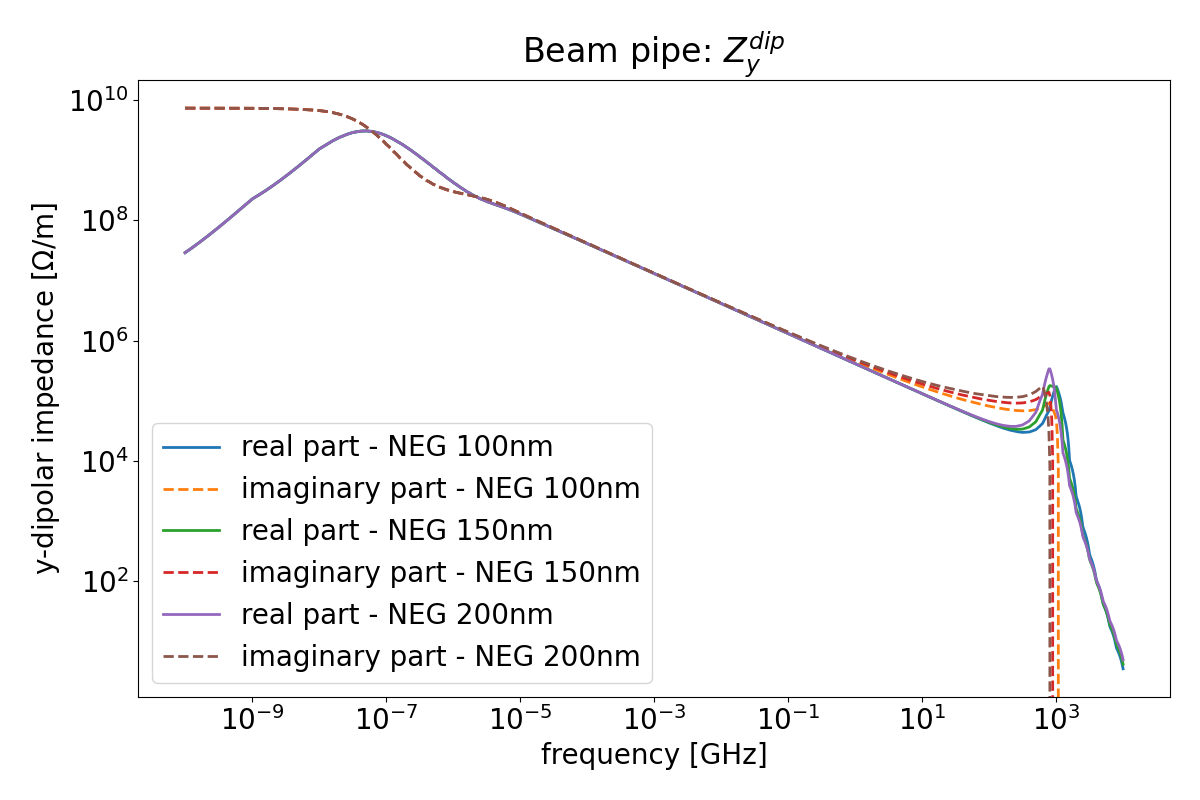 Beam pipe: $Z_y^{dip}$
y-dipolar impedance [Ω/m]
10^{10}
10^{8}
10^{6}
10^{4}
10^{2}
real part - NEG 100nm
imaginary part - NEG 100nm
real part - NEG 150nm
imaginary part - NEG 150nm
real part - NEG 200nm
imaginary part - NEG 200nm
10^{-9} 10^{-7} 10^{-5} 10^{-3} 10^{-1} 10^{1} 10^{3}
frequency [GHz]